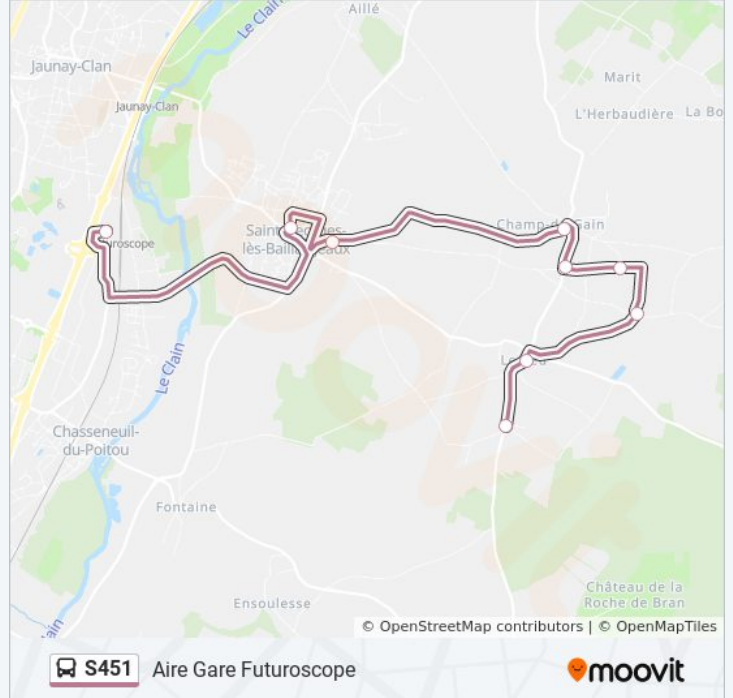 Aillé
Le Clain
Jaunay-Clan
Marit
Jaunay-Clan
L'Herbaudière
La Bo
Champ-de-Gain
Saint-Georges-
lès-Baillargeaux
uroscope
Le Clain
Chasseneuil-
du-Poitou
Fontaine
Ensoulesse
Château de la
Roche de Bran
ain
© OpenStreetMap contributors | © OpenMapTiles
S451 Aire Gare Futuroscope
moovit